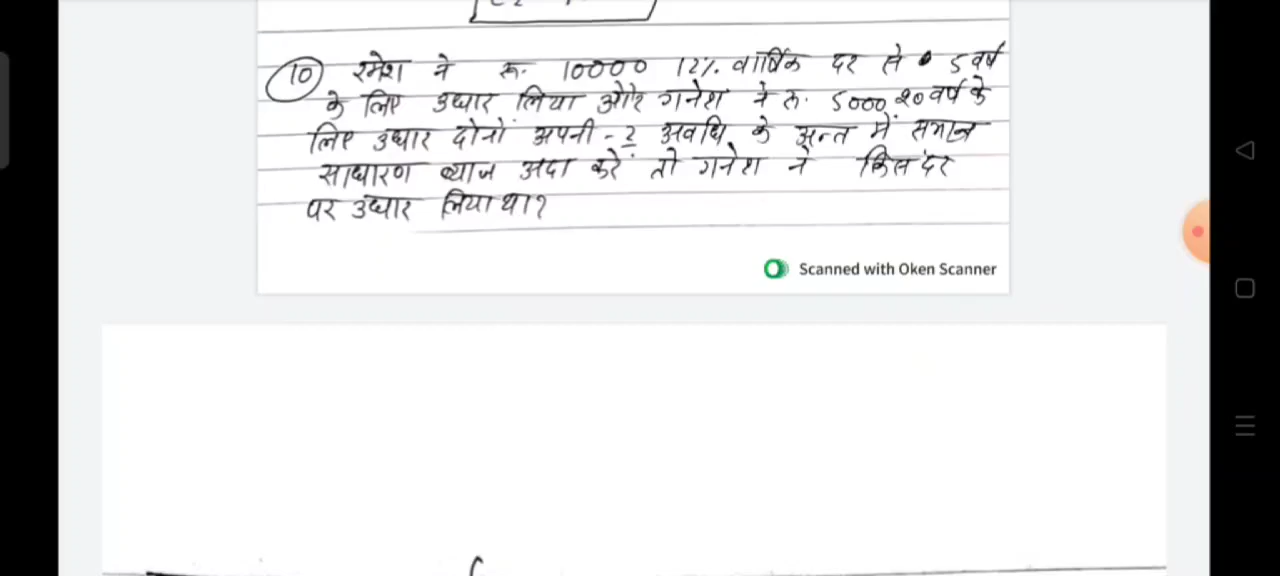 (10) रमेश ने रू. 10000 12% वार्षिक दर से 5 वर्ष
के लिए उधार लिया और गनेश ने रु. 5000 20 वर्ष के
लिए उधार दोनों अपनी - 2 अवधि के अन्त में समान
साधारण ब्याज अदा करें तो गनेश ने किस दर
पर उधार लिया था?
Scanned with Oken Scanner